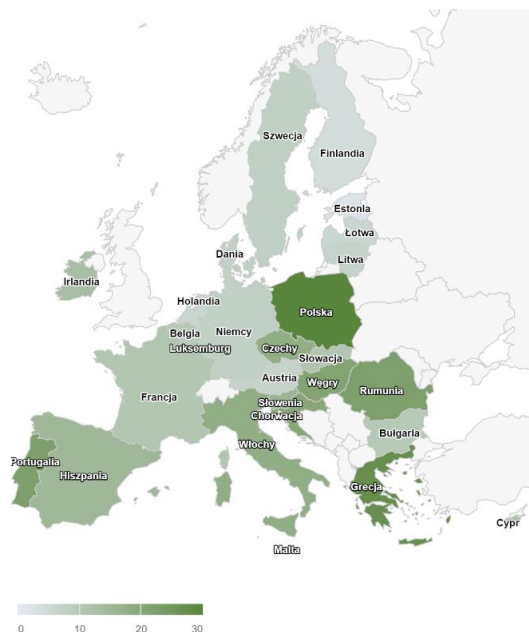 Szwecja
Finlandia
Estonia
Łotwa
Litwa
Dania
Irlandia
Holandia
Polska
Belgia
Niemcy
Luksemburg
Czechy
Słowacja
Austria
Węgry
Rumunia
Francja
Słowenia
Chorwacja
Bułgaria
Włochy
Portugalia
Hiszpania
Grecja
Cypr
Malta
0 10 20 30